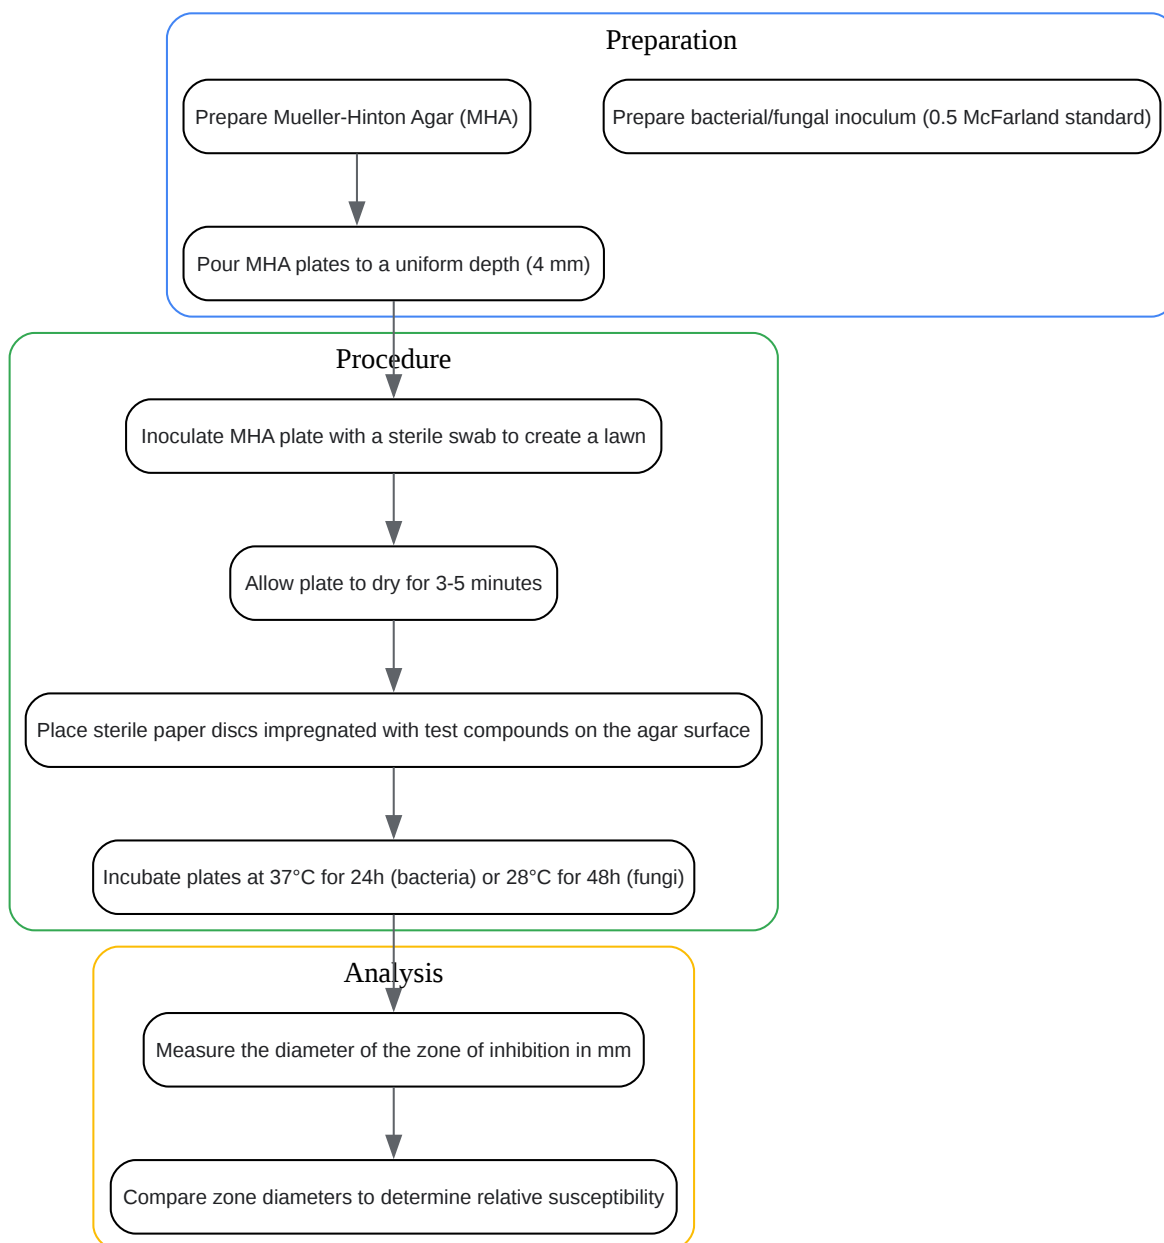 Preparation
Prepare Mueller-Hinton Agar (MHA)
Prepare bacterial/fungal inoculum (0.5 McFarland standard)
Pour MHA plates to a uniform depth (4 mm)
Procedure
Inoculate MHA plate with a sterile swab to create a lawn
Allow plate to dry for 3-5 minutes
Place sterile paper discs impregnated with test compounds on the agar surface
Incubate plates at 37°C for 24h (bacteria) or 28°C for 48h (fungi)
Analysis
Measure the diameter of the zone of inhibition in mm
Compare zone diameters to determine relative susceptibility